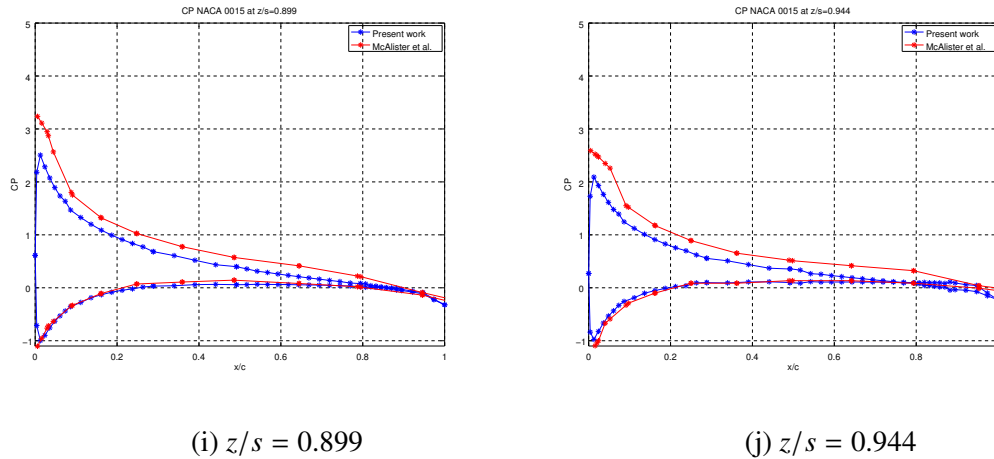 CP NACA 0015 at z/s=0.899
5
4
3
2
1
0
−1
CP
0
0.2
0.4
0.6
0.8
1
x/c
Present work
McAlister et al.
(i) z/s = 0.899
CP NACA 0015 at z/s=0.944
5
4
3
2
1
0
−1
CP
0
0.2
0.4
0.6
0.8
x/c
Present work
McAlister et al.
(j) z/s = 0.944